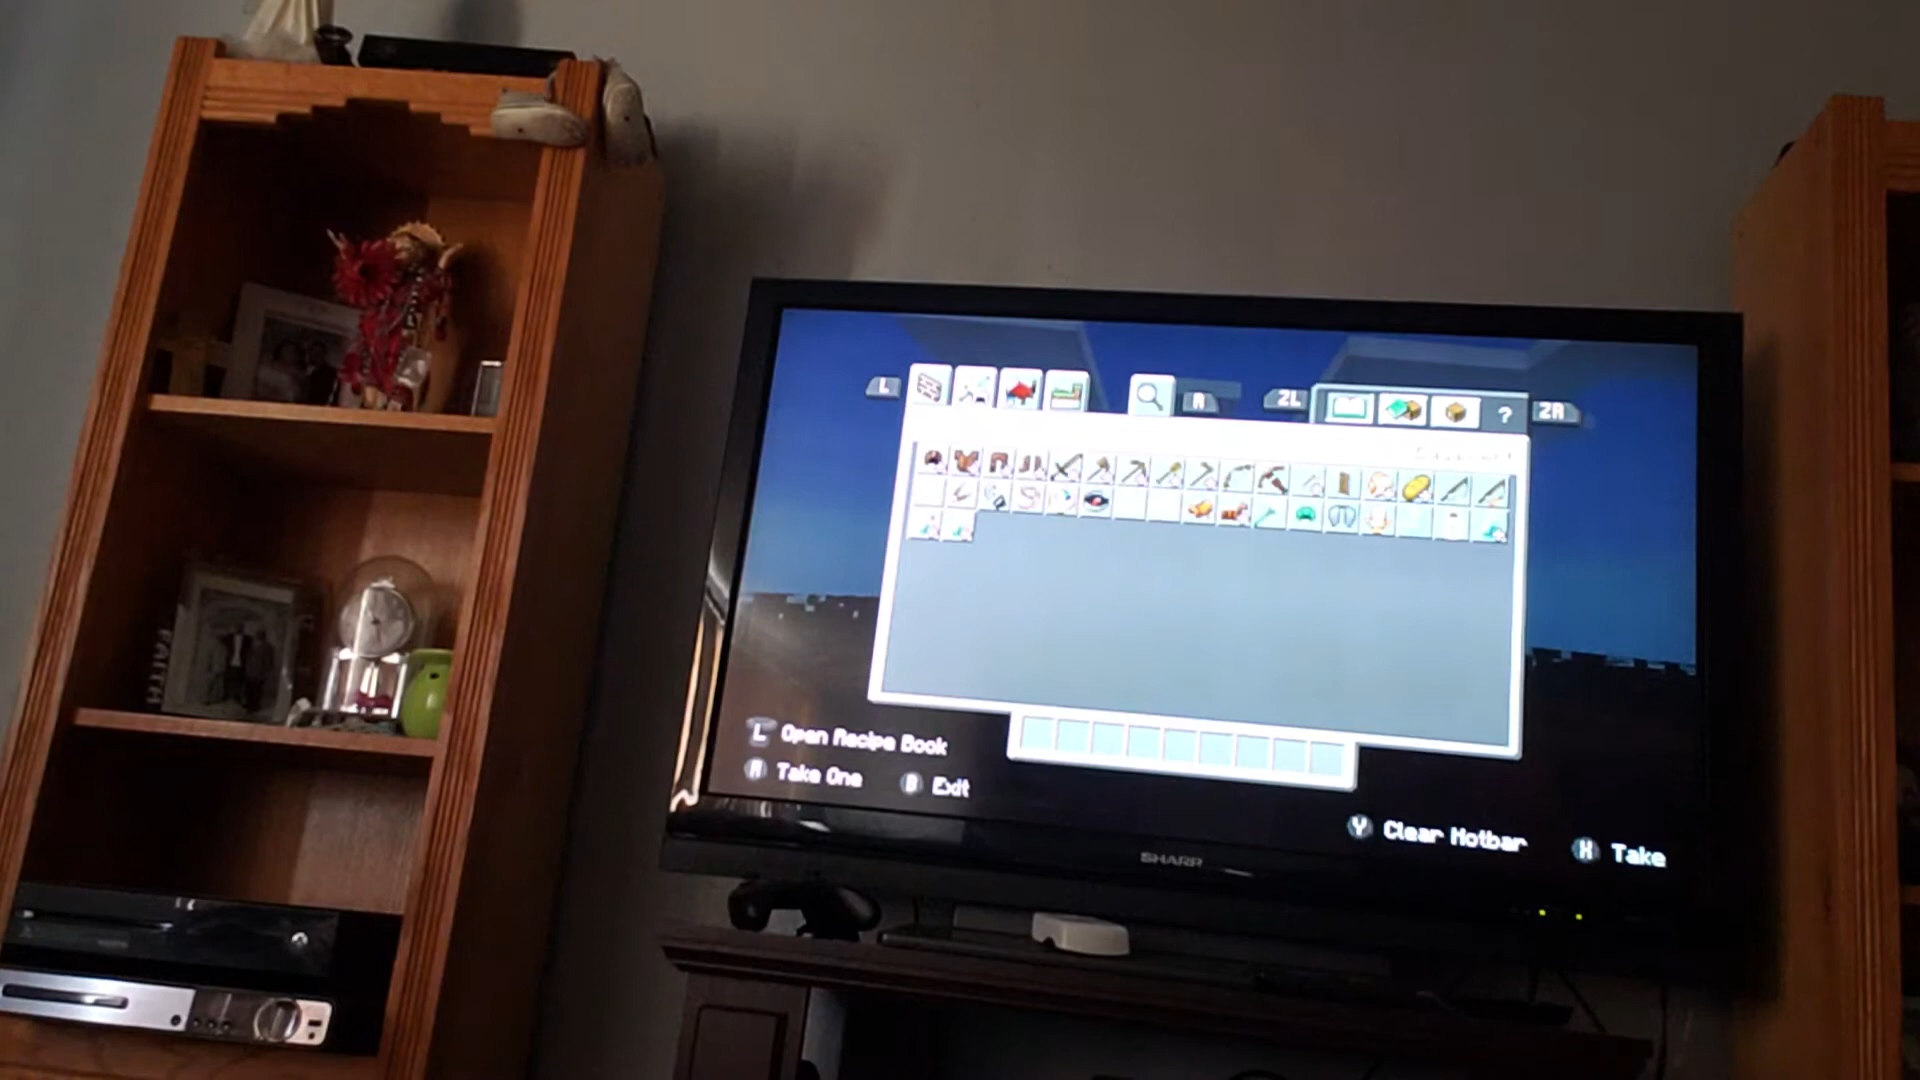 L
R
ZL
?
ZR
L Open Recipe Book
A Take One
B Exit
Y Clear Hotbar
X Take
SHARP
FAITH